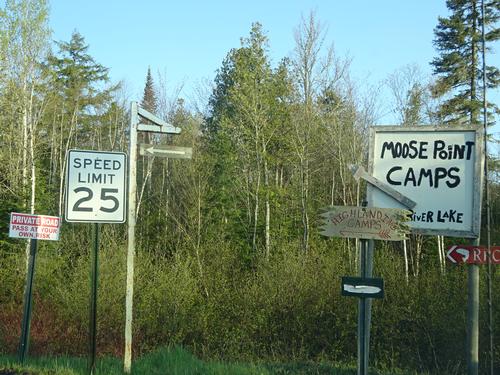 PRIVATE ROAD
PASS AT YOUR
OWN RISK
SPEED
LIMIT
25
MOOSE POINT
CAMPS
RIVER LAKE
HIGHLAND
CAMPS